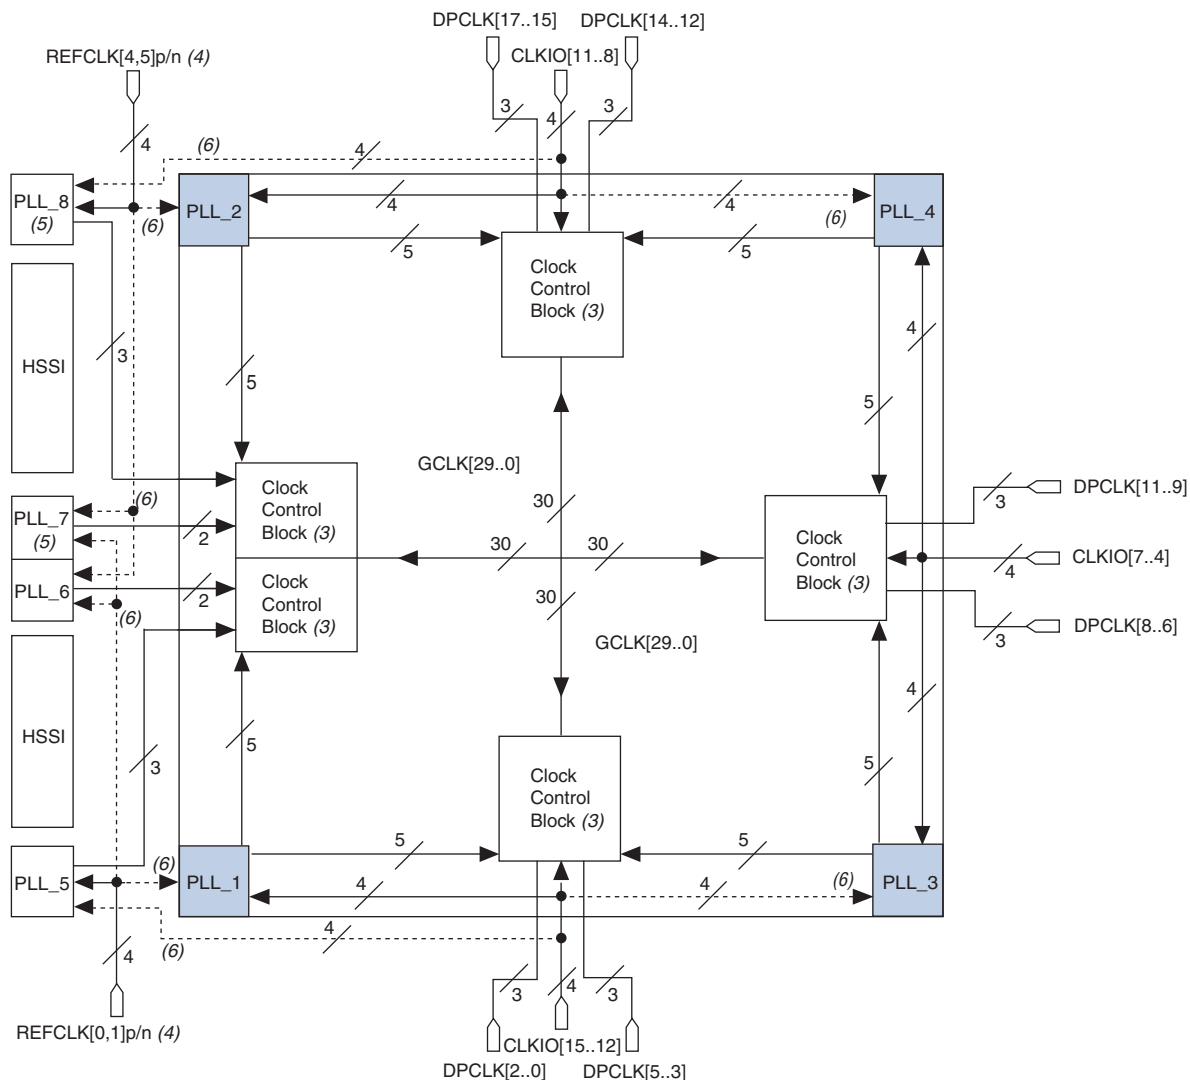 DPCLK[17..15]
DPCLK[14..12]
CLKIO[11..8]
REFCLK[4,5]p/n (4)
3
4
3
4
(6)
4
PLL_8
(5)
(6)
PLL_2
4
4
(6)
PLL_4
5
5
Clock
Control
Block (3)
HSSI
3
5
4
5
GCLK[29..0]
Clock
Control
Block (3)
30
DPCLK[11..9]
3
PLL_7
(5)
(6)
2
30
30
Clock
Control
Block (3)
CLKIO[7..4]
4
PLL_6
(6)
2
Clock
Control
Block (3)
30
DPCLK[8..6]
3
GCLK[29..0]
HSSI
3
5
4
5
Clock
Control
Block (3)
5
5
PLL_5
(6)
PLL_1
4
4
(6)
PLL_3
4
(6)
4
3
4
3
REFCLK[0,1]p/n (4)
CLKIO[15..12]
DPCLK[2..0]
DPCLK[5..3]